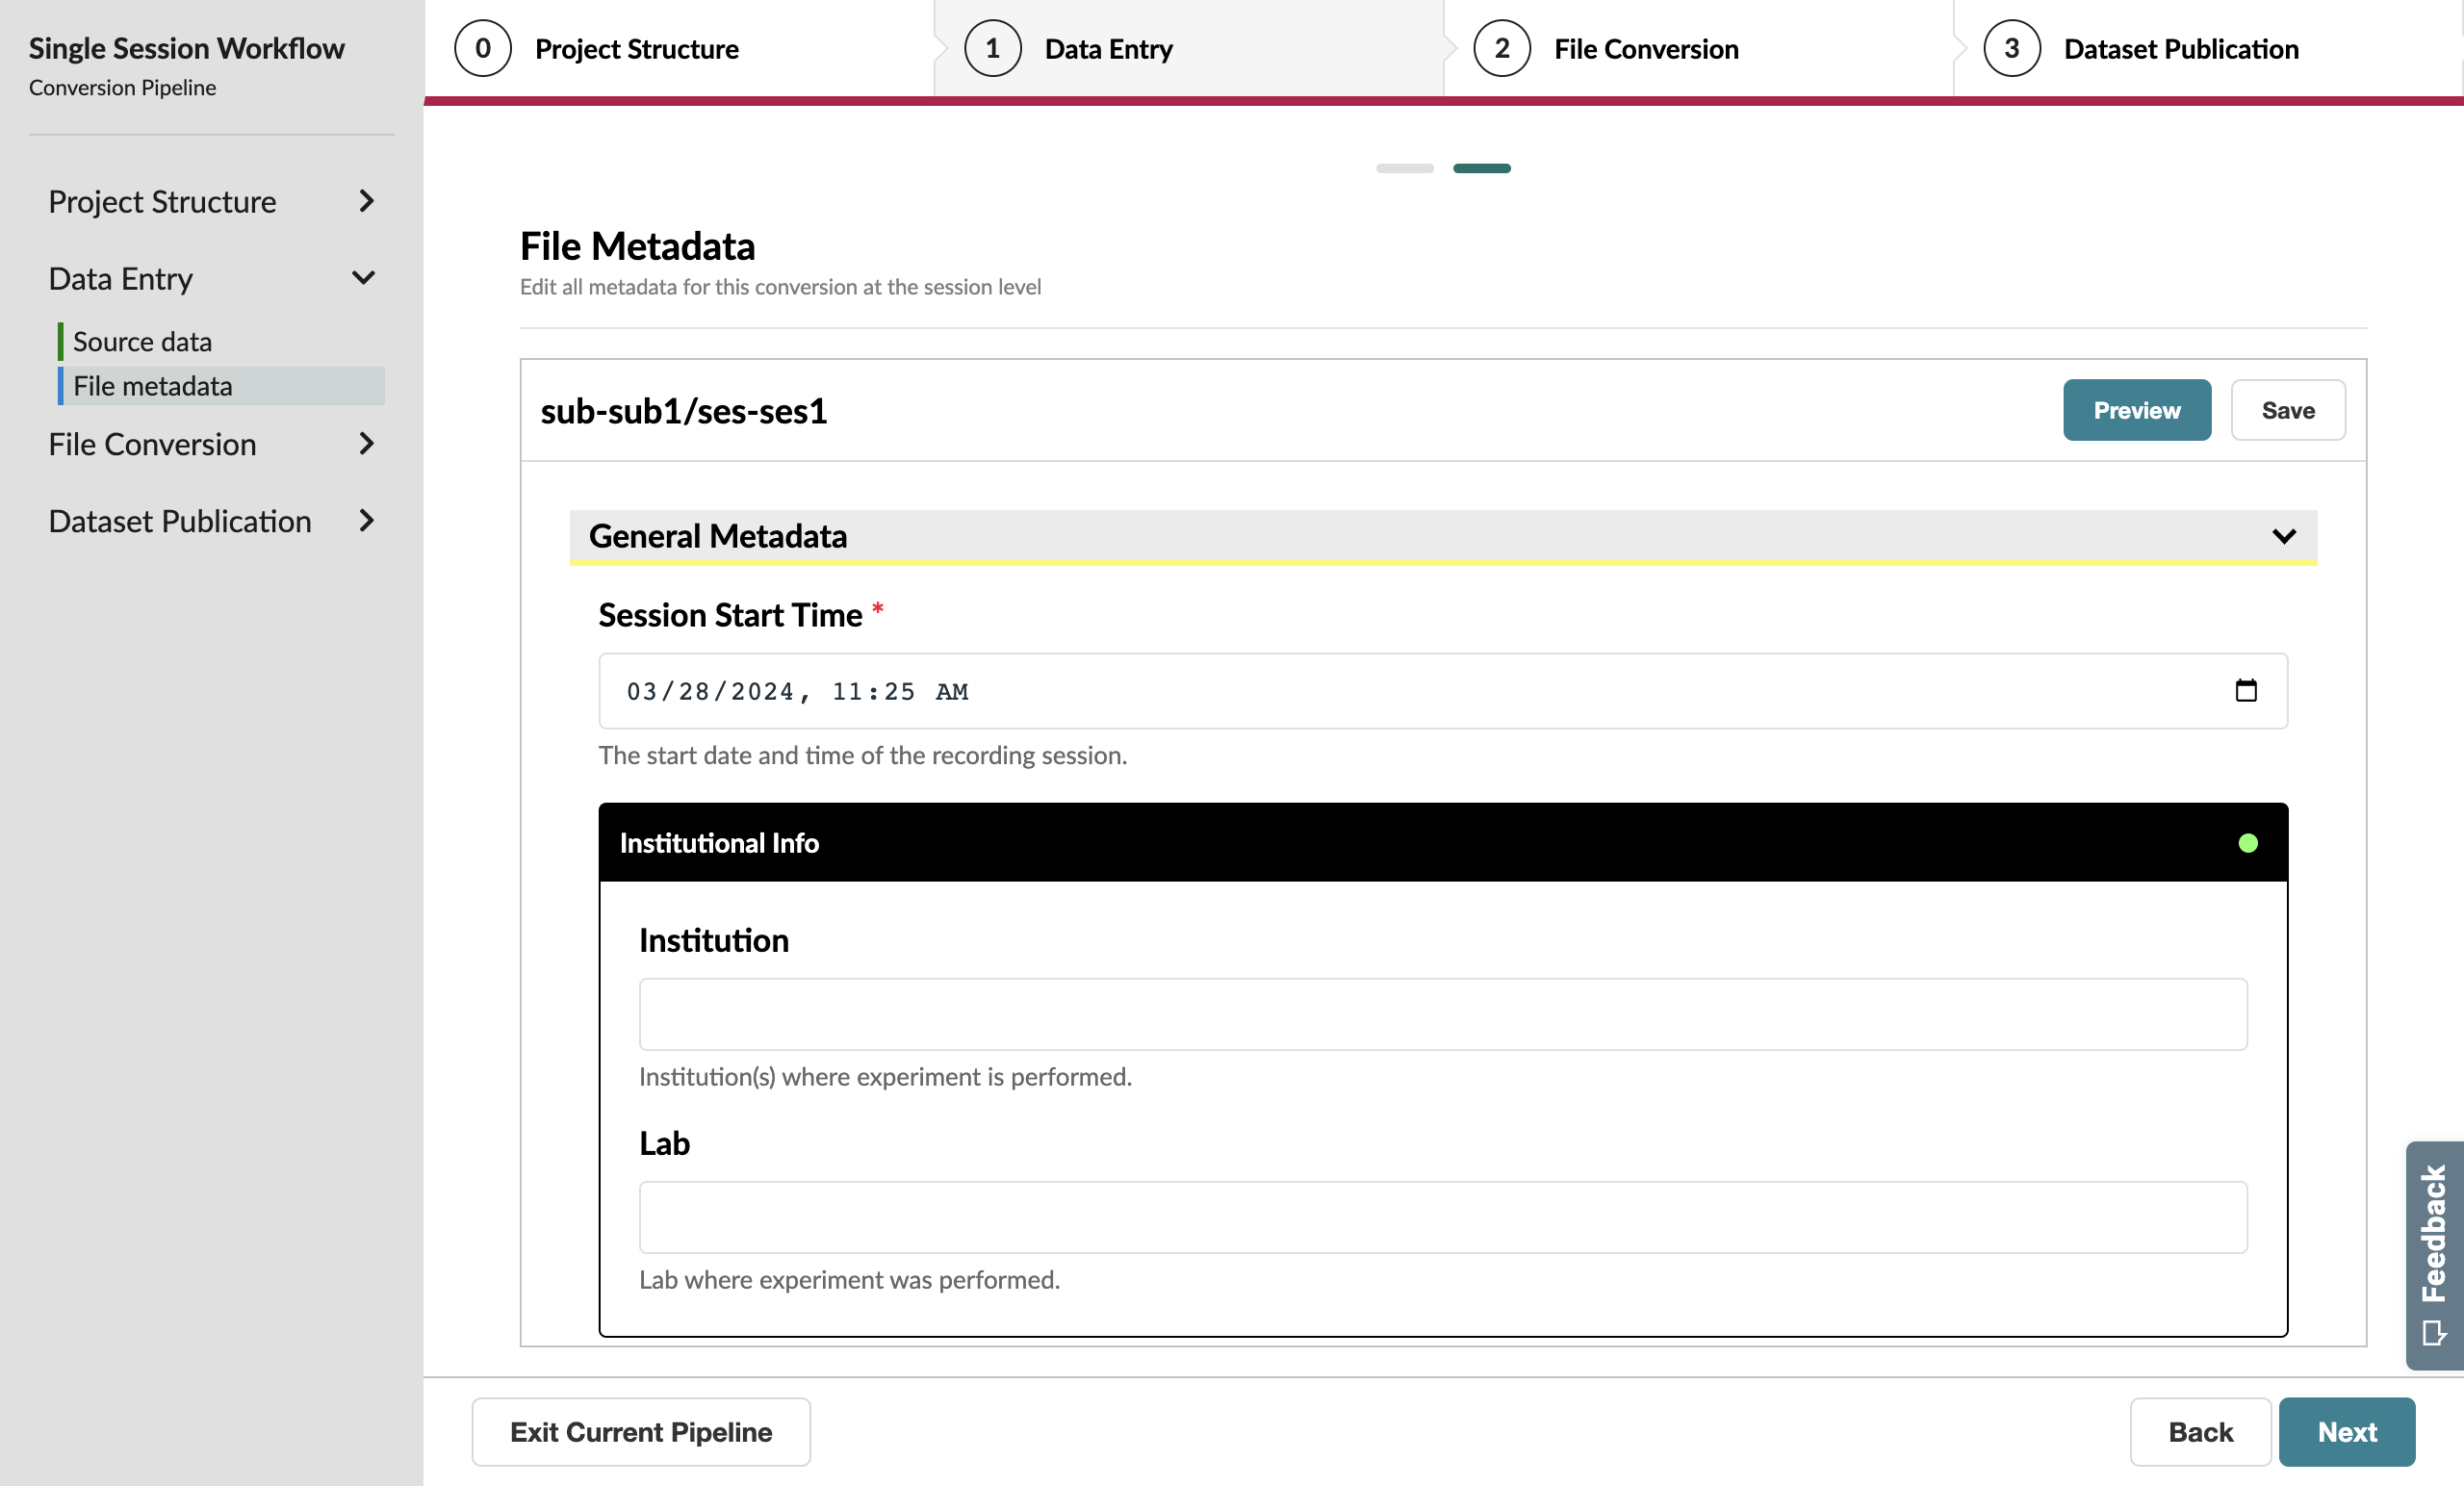 Single Session Workflow
Conversion Pipeline
Project Structure
Data Entry
Source data
File metadata
File Conversion
Dataset Publication
0 Project Structure
1 Data Entry
2 File Conversion
3 Dataset Publication
File Metadata
Edit all metadata for this conversion at the session level
sub-sub1/ses-ses1
Preview
Save
General Metadata
Session Start Time *
03/28/2024, 11:25 AM
The start date and time of the recording session.
Institutional Info
Institution
Institution(s) where experiment is performed.
Lab
Lab where experiment was performed.
Feedback
Exit Current Pipeline
Back
Next